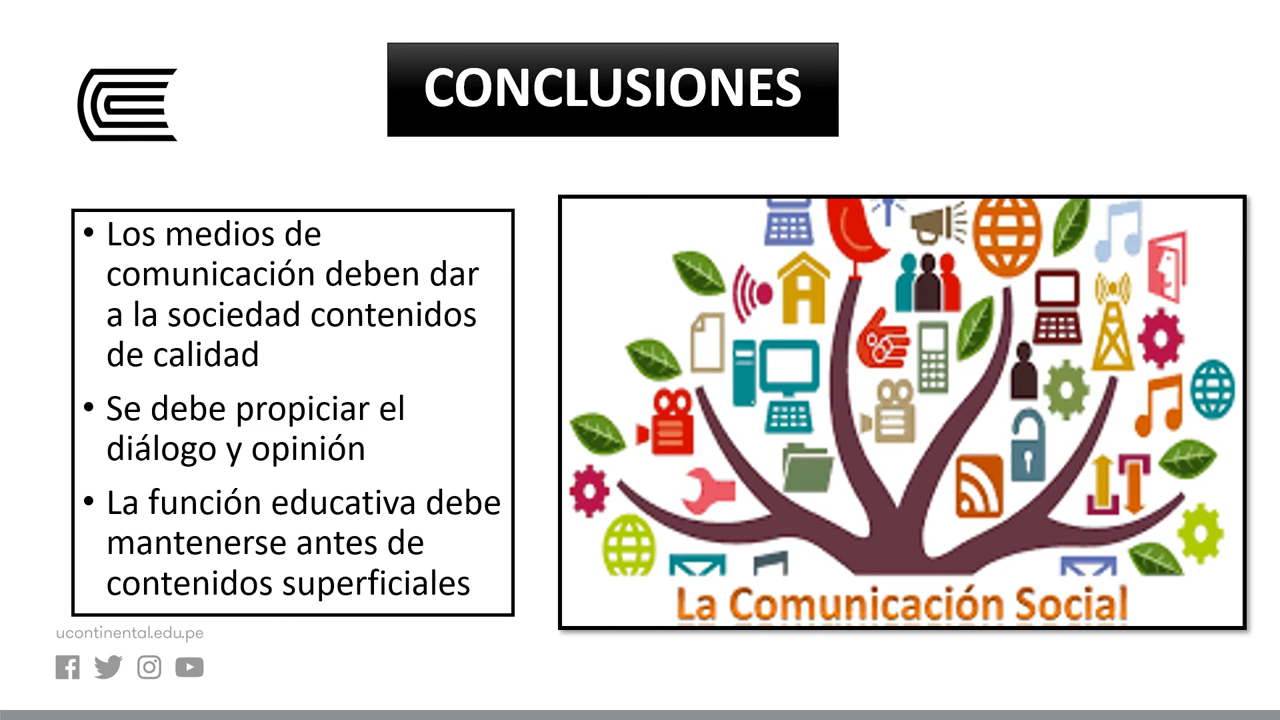 CONCLUSIONES
• Los medios de
comunicación deben dar
a la sociedad contenidos
de calidad
• Se debe propiciar el
diálogo y opinión
• La función educativa debe
mantenerse antes de
contenidos superficiales
La Comunicación Social
ucontinental.edu.pe